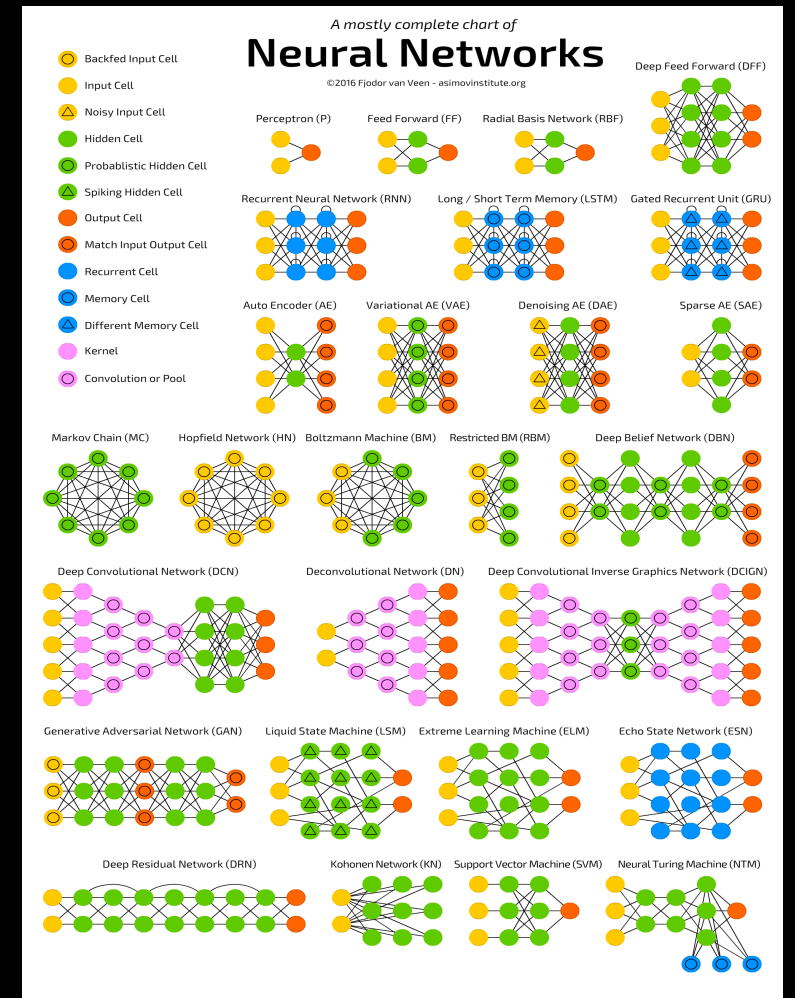 A mostly complete chart of
Neural Networks
©2016 Fjodor van Veen - asimovinstitute.org
Backfed Input Cell
Input Cell
Noisy Input Cell
Hidden Cell
Probablistic Hidden Cell
Spiking Hidden Cell
Output Cell
Match Input Output Cell
Recurrent Cell
Memory Cell
Different Memory Cell
Kernel
Convolution or Pool
Deep Feed Forward (DFF)
Perceptron (P)
Feed Forward (FF)
Radial Basis Network (RBF)
Recurrent Neural Network (RNN)
Long / Short Term Memory (LSTM)
Gated Recurrent Unit (GRU)
Auto Encoder (AE)
Variational AE (VAE)
Denoising AE (DAE)
Sparse AE (SAE)
Markov Chain (MC)
Hopfield Network (HN)
Boltzmann Machine (BM)
Restricted BM (RBM)
Deep Belief Network (DBN)
Deep Convolutional Network (DCN)
Deconvolutional Network (DN)
Deep Convolutional Inverse Graphics Network (DCIGN)
Generative Adversarial Network (GAN)
Liquid State Machine (LSM)
Extreme Learning Machine (ELM)
Echo State Network (ESN)
Deep Residual Network (DRN)
Kohonen Network (KN)
Support Vector Machine (SVM)
Neural Turing Machine (NTM)